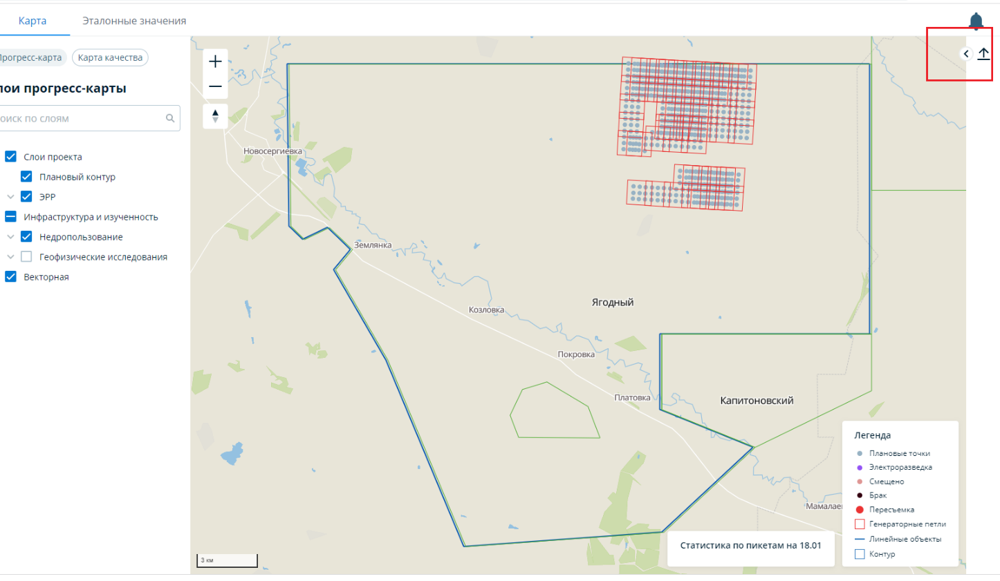 Карта
Эталонные значения
Прогресс-карта
Карта качества
лои прогресс-карты
оиск по слоям
Слои проекта
Плановый контур
ЭРР
Инфраструктура и изученность
Недропользование
Геофизические исследования
Векторная
Новосергиевка
Землянка
Козловка
Ягодный
Покровка
Платовка
Капитоновский
Мамалае
3 км
Статистика по пикетам на 18.01
Легенда
Плановые точки
Электроразведка
Смещено
Брак
Пересъемка
Генераторные петли
Линейные объекты
Контур